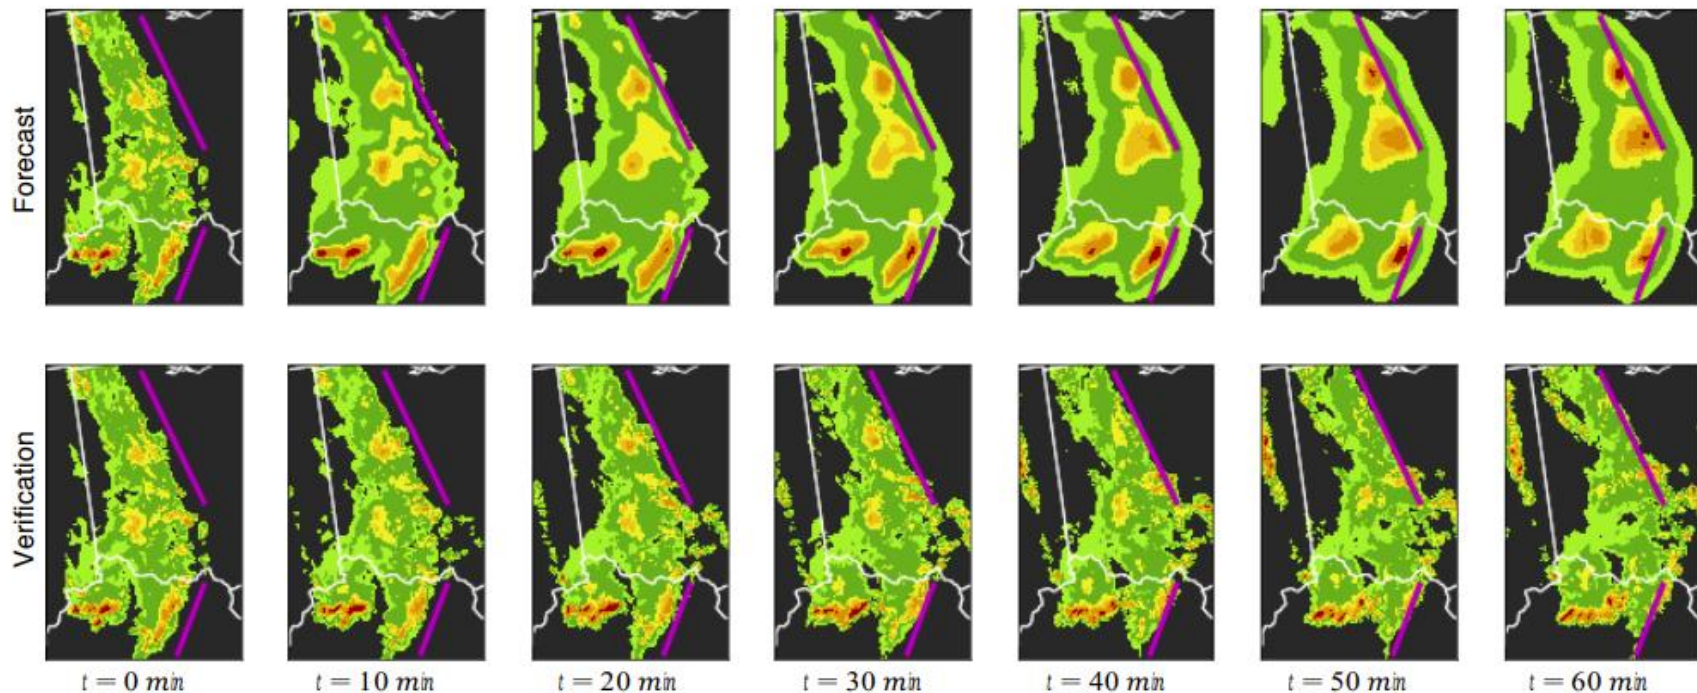 Forecast
Verification
t = 0 min
t = 10 min
t = 20 min
t = 30 min
t = 40 min
t = 50 min
t = 60 min